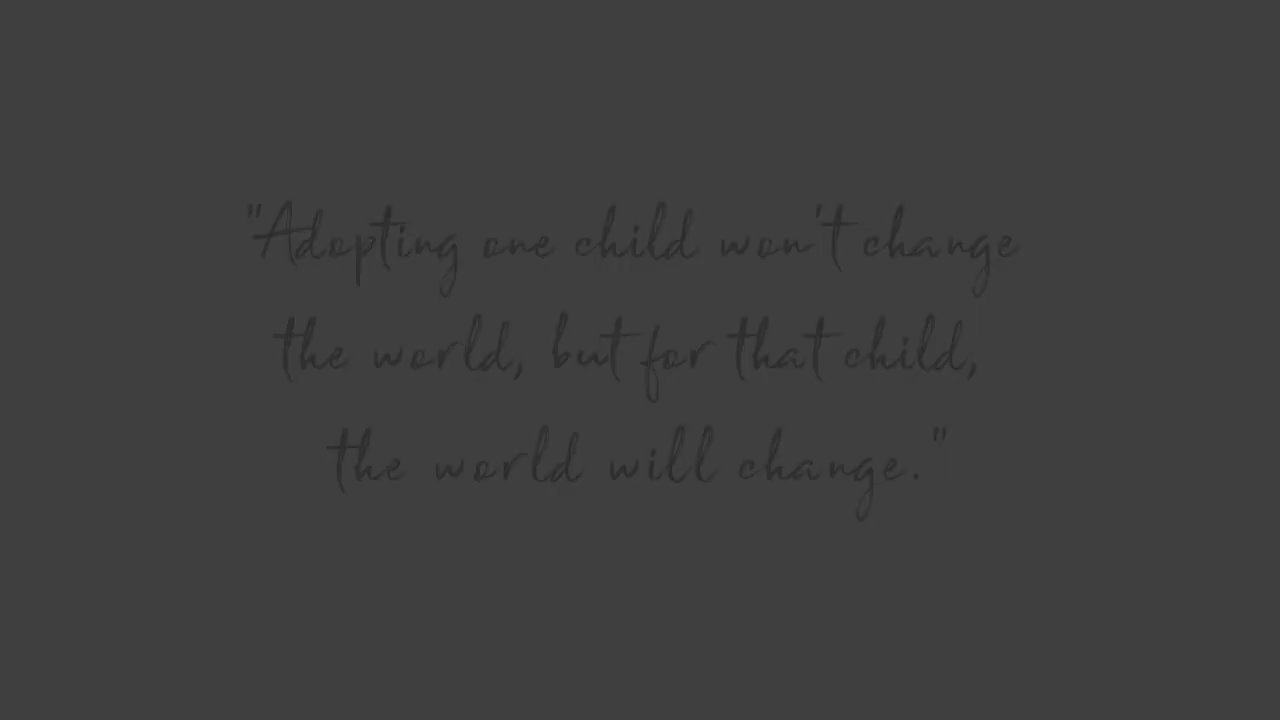 "Adopting one child won't change
the world, but for that child,
the world will change."